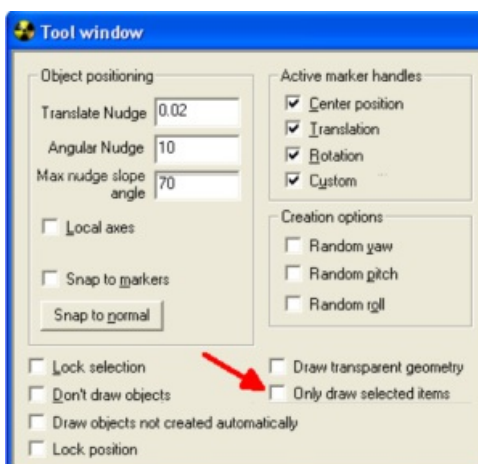 Tool window
Object positioning
Translate Nudge 0.02
Angular Nudge 10
Max nudge slope
angle 70
Local axes
Snap to markers
Snap to normal
Active marker handles
Center position
Translation
Rotation
Custom
Creation options
Random yaw
Random pitch
Random roll
Lock selection
Don't draw objects
Draw objects not created automatically
Lock position
Draw transparent geometry
Only draw selected items